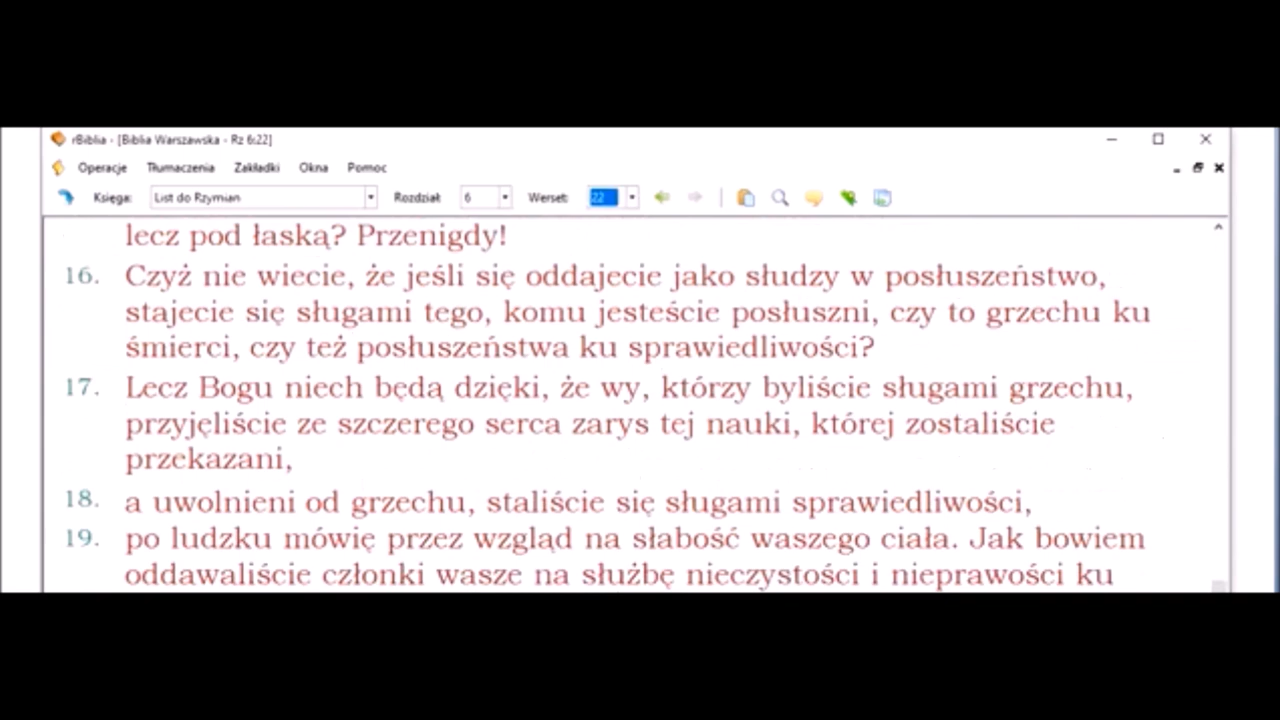 rBiblia - [Biblia Warszawska - Rz 6:22]
Operacje Tłumaczenia Zakładki Okna Pomoc
Księga: List do Rzymian Rozdział 6 Werset: 22
lecz pod łaską? Przenigdy!
16. Czyż nie wiecie, że jeśli się oddajecie jako słudzy w posłuszeństwo,
stajecie się sługami tego, komu jesteście posłuszni, czy to grzechu ku
śmierci, czy też posłuszeństwa ku sprawiedliwości?
17. Lecz Bogu niech będą dzięki, że wy, którzy byliście sługami grzechu,
przyjęliście ze szczerego serca zarys tej nauki, której zostaliście
przekazani,
18. a uwolnieni od grzechu, staliście się sługami sprawiedliwości,
19. po ludzku mówię przez wzgląd na słabość waszego ciała. Jak bowiem
oddawaliście członki wasze na służbę nieczystości i nieprawości ku